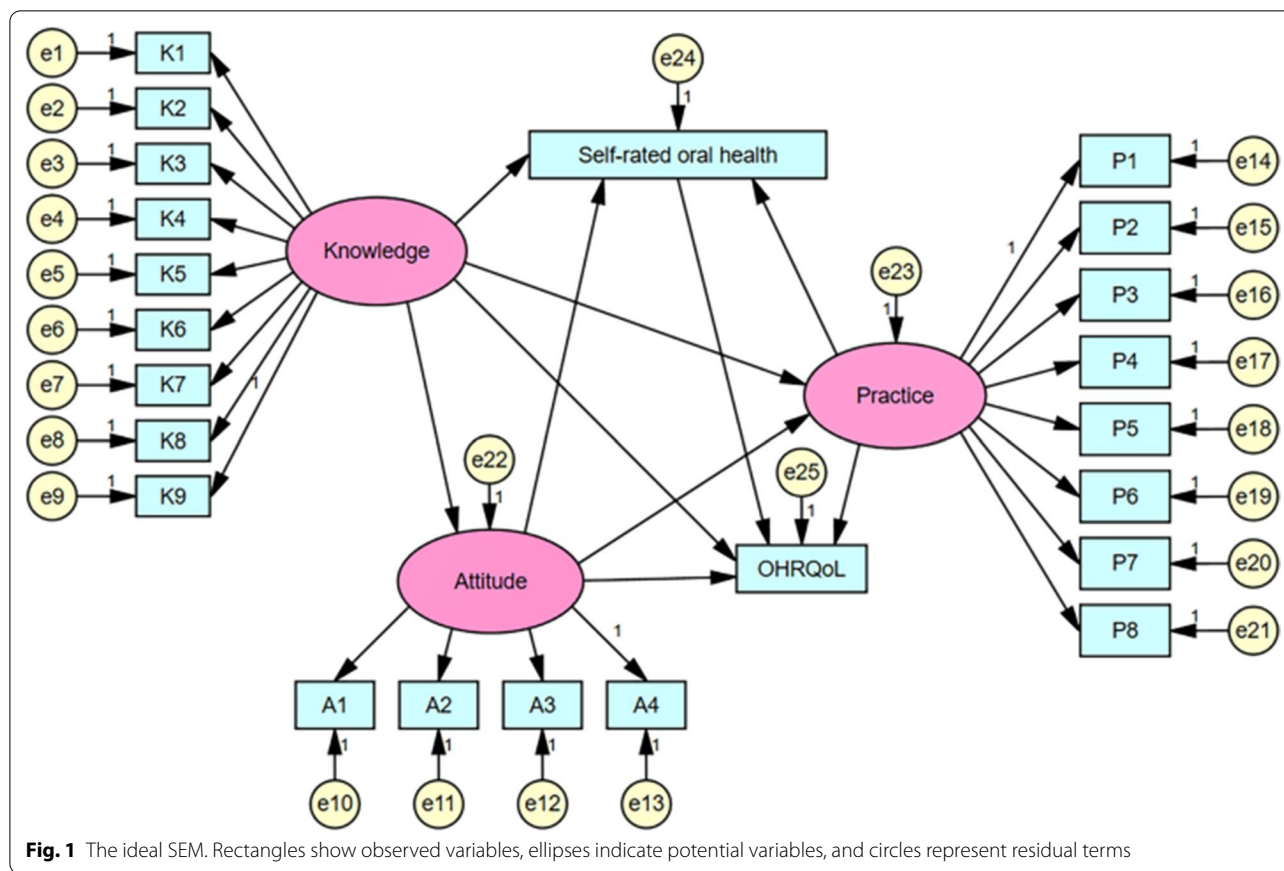 e1 1 K1
e2 1 K2
e3 1 K3
e4 1 K4
e5 1 K5
e6 1 K6
e7 1 K7
e8 1 K8
e9 1 K9
1
Knowledge
e24
1
Self-rated oral health
e23
1
Practice
1
P1 1 e14
P2 1 e15
P3 1 e16
P4 1 e17
P5 1 e18
P6 1 e19
P7 1 e20
P8 1 e21
e22
1
Attitude
e25
1
OHRQoL
1
A1 A2 A3 A4
1 1 1 1
e10 e11 e12 e13
Fig. 1 The ideal SEM. Rectangles show observed variables, ellipses indicate potential variables, and circles represent residual terms